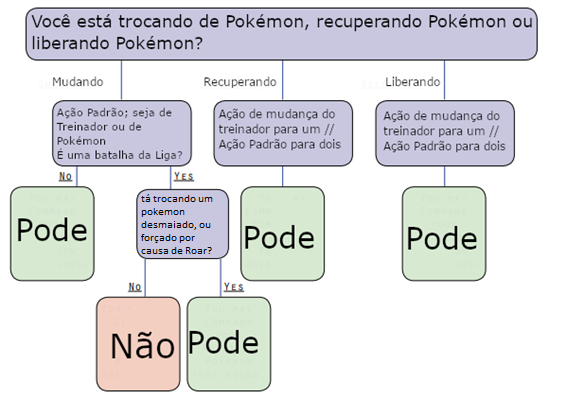 Você está trocando de Pokémon, recuperando Pokémon ou
liberando Pokémon?
Mudando
Recuperando
Liberando
Ação Padrão; seja de
Treinador ou de
Pokémon
É uma batalha da Liga?
Ação de mudança do
treinador para um //
Ação Padrão para dois
Ação de mudança do
treinador para um //
Ação Padrão para dois
No
Yes
Pode
tá trocando um
pokemon
desmaiado, ou
forçado por
causa de Roar?
Pode
Pode
No
Yes
Não
Pode